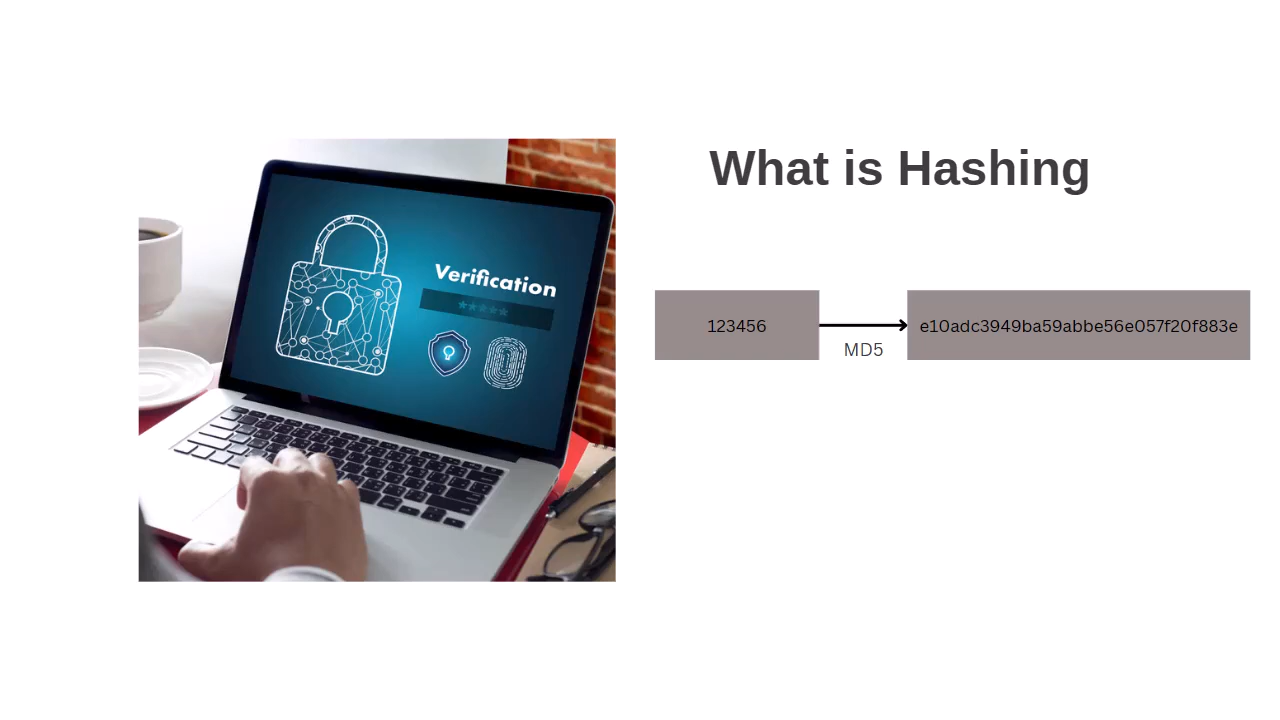 What is Hashing
Verification
*****
123456
e10adc3949ba59abbe56e057f20f883e
MD5